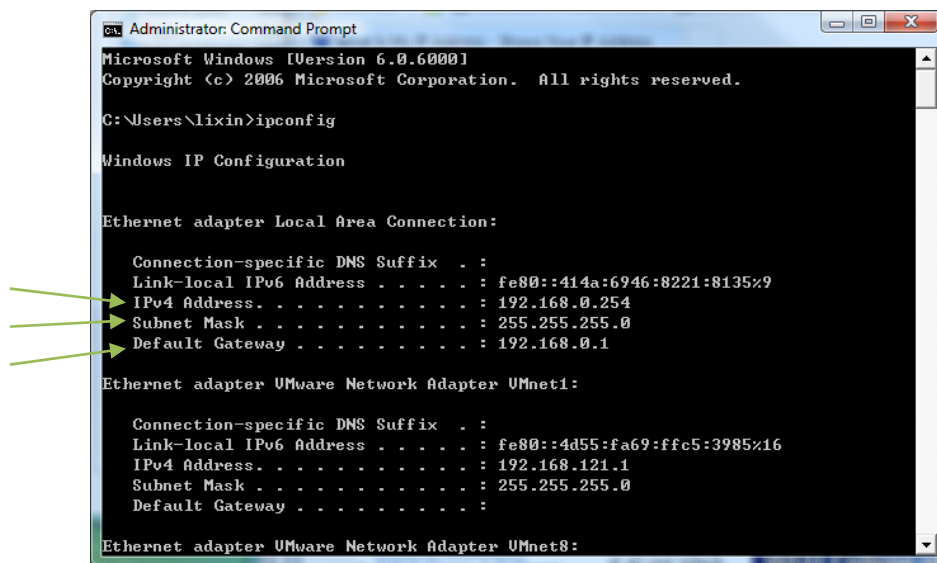 Administrator: Command Prompt
Microsoft Windows [Version 6.0.6000]
Copyright (c) 2006 Microsoft Corporation.  All rights reserved.
C:\Users\lixin>ipconfig
Windows IP Configuration
Ethernet adapter Local Area Connection:
   Connection-specific DNS Suffix  . :
   Link-local IPv6 Address . . . . . : fe80::414a:6946:8221:8135%9
   IPv4 Address. . . . . . . . . . . : 192.168.0.254
   Subnet Mask . . . . . . . . . . . : 255.255.255.0
   Default Gateway . . . . . . . . . : 192.168.0.1
Ethernet adapter VMware Network Adapter VMnet1:
   Connection-specific DNS Suffix  . :
   Link-local IPv6 Address . . . . . : fe80::4d55:fa69:ffc5:3985%16
   IPv4 Address. . . . . . . . . . . : 192.168.121.1
   Subnet Mask . . . . . . . . . . . : 255.255.255.0
   Default Gateway . . . . . . . . . :
Ethernet adapter VMware Network Adapter VMnet8: